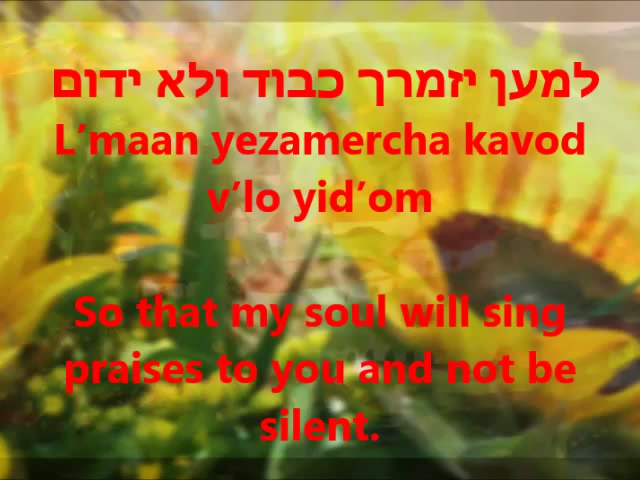 למען יזמרך כבוד ולא ידום
L’maan yezamercha kavod
v’lo yid’om
So that my soul will sing
praises to you and not be
silent.